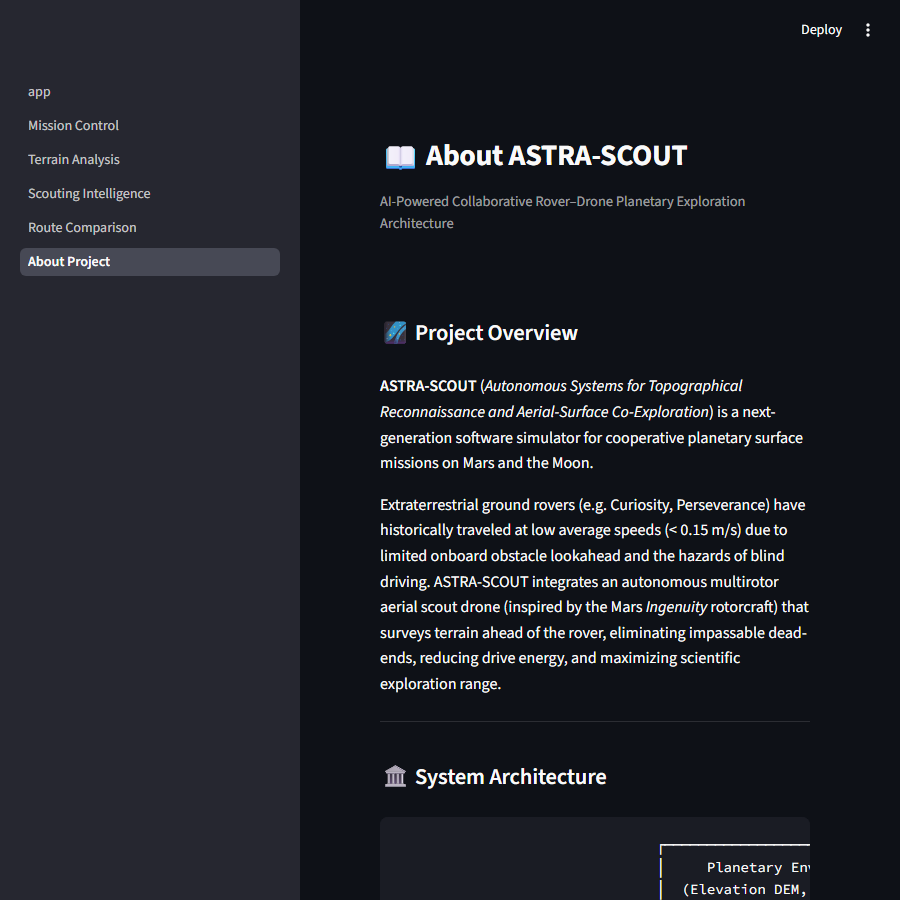 Deploy
app
Mission Control
Terrain Analysis
Scouting Intelligence
Route Comparison
About Project
About ASTRA-SCOUT
AI-Powered Collaborative Rover–Drone Planetary Exploration
Architecture
Project Overview
ASTRA-SCOUT (Autonomous Systems for Topographical
Reconnaissance and Aerial-Surface Co-Exploration) is a next-
generation software simulator for cooperative planetary surface
missions on Mars and the Moon.
Extraterrestrial ground rovers (e.g. Curiosity, Perseverance) have
historically traveled at low average speeds (< 0.15 m/s) due to
limited onboard obstacle lookahead and the hazards of blind
driving. ASTRA-SCOUT integrates an autonomous multirotor
aerial scout drone (inspired by the Mars Ingenuity rotorcraft) that
surveys terrain ahead of the rover, eliminating impassable dead-
ends, reducing drive energy, and maximizing scientific
exploration range.
System Architecture
Planetary Env
(Elevation DEM,